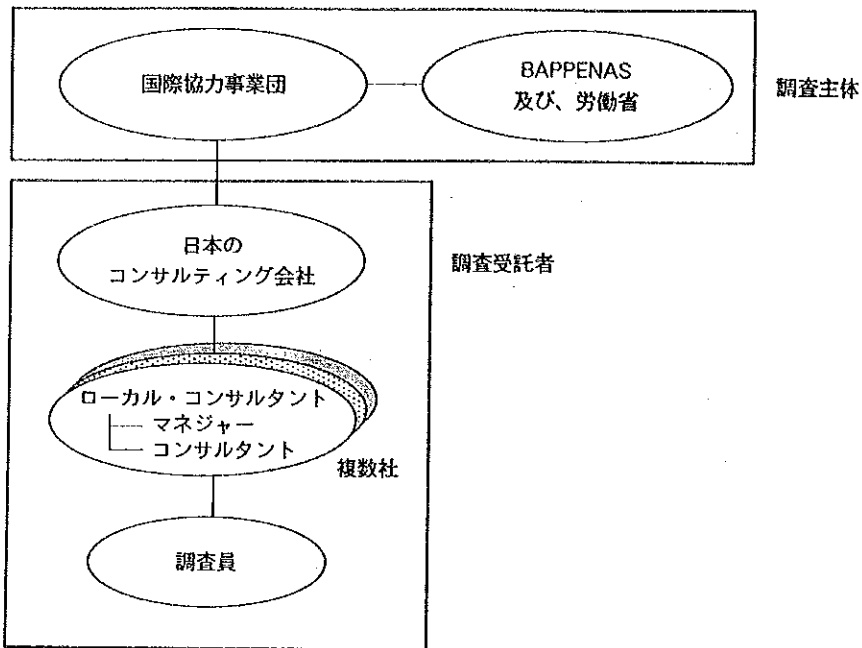 国際協力事業団
BAPPENAS
及び、労働省
調査主体
日本の
コンサルティング会社
調査受託者
ローカル・コンサルタント
マネジャー
コンサルタント
複数社
調査員